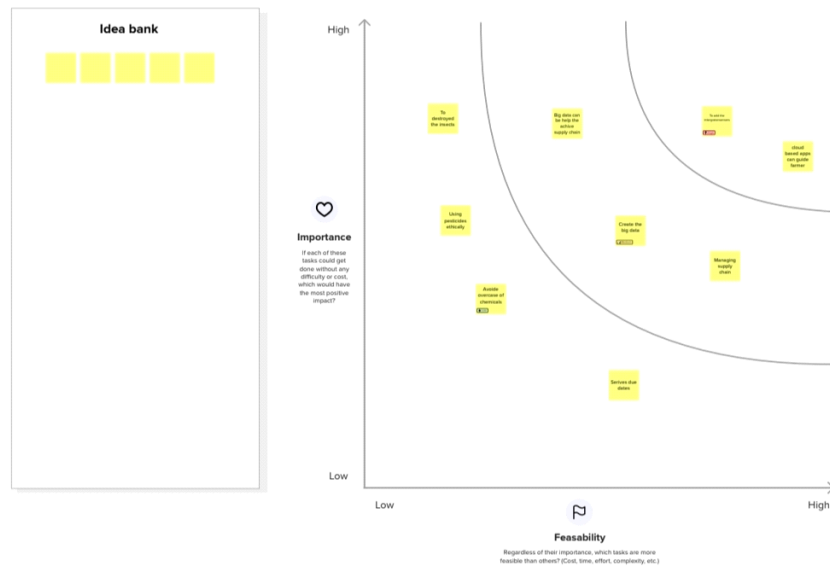 Idea bank
High
To
destroyed
the insects
Big data can
be help the
achive
supply chain
cloud
based apps
can guide
farmer
Using
pesticides
ethically
Create the
big data
Managing
supply
chain
Importance
If each of these
tasks could get
done without any
difficulty or cost,
which would have
the most positive
impact?
Avoide
overcome of
chemicals
Serives due
dates
Low
Low
High
Feasability
Regardless of their importance, which tasks are more
feasible than others? (Cost, time, effort, complexity, etc.)